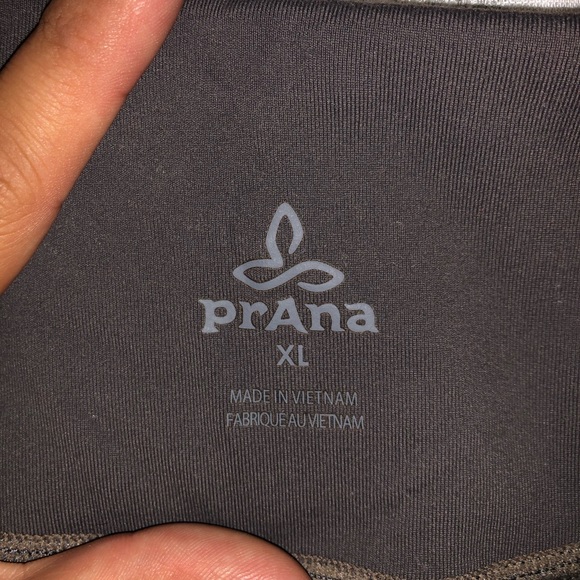 prAna
XL
MADE IN VIETNAM
FABRIQUE AU VIETNAM